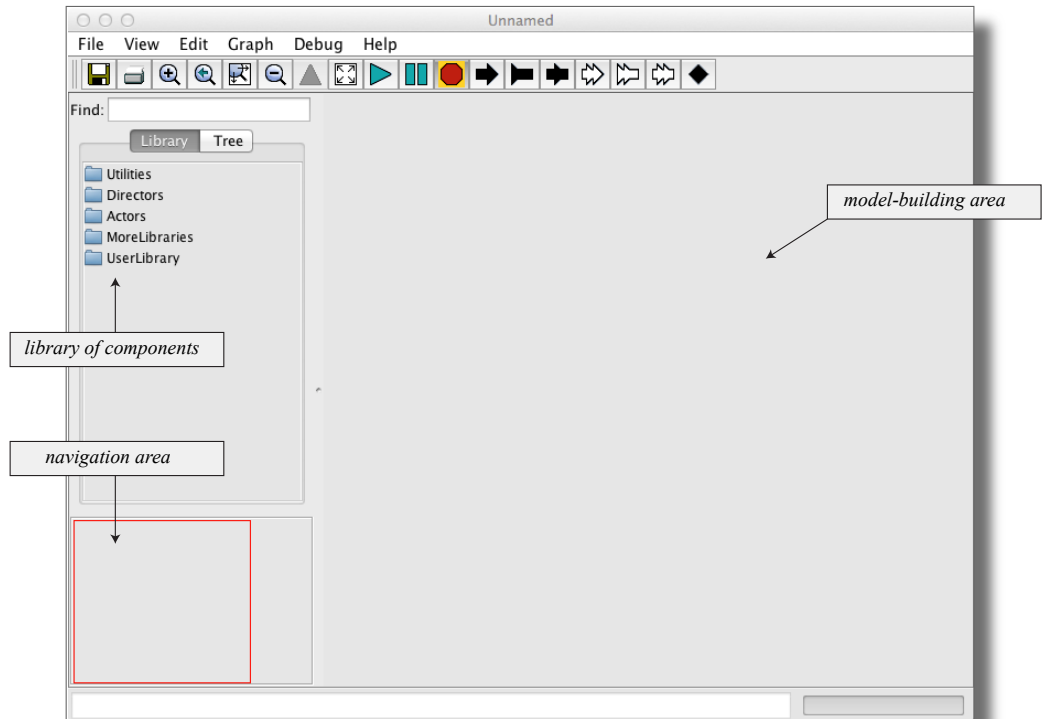 Unnamed
File View Edit Graph Debug Help
Find:
Library Tree
Utilities
Directors
Actors
MoreLibraries
UserLibrary
model-building area
library of components
navigation area